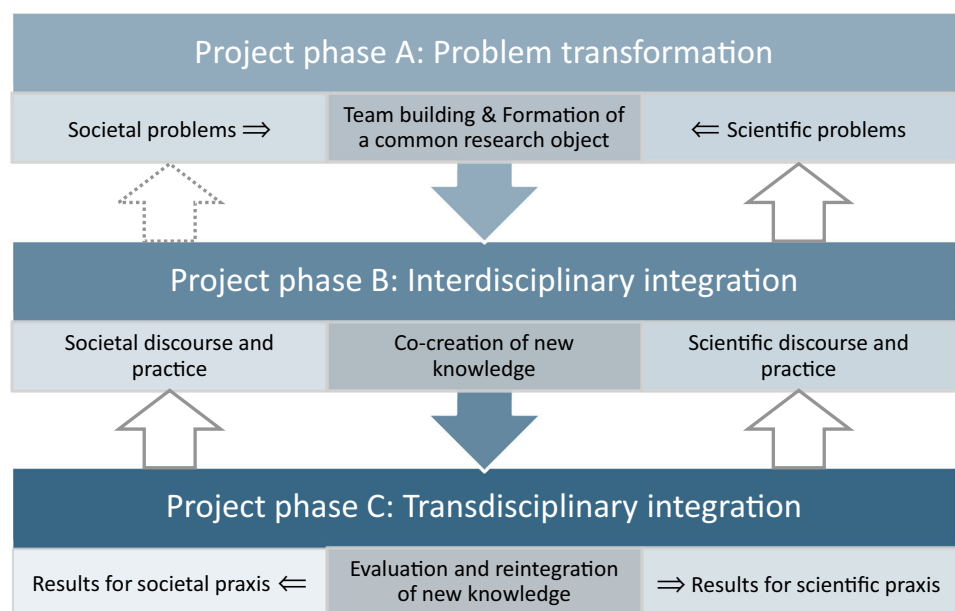 Project phase A: Problem transformation
Societal problems ⇒
Team building & Formation of
a common research object
⇐ Scientific problems
Project phase B: Interdisciplinary integration
Societal discourse and
practice
Co-creation of new
knowledge
Scientific discourse and
practice
Project phase C: Transdisciplinary integration
Results for societal praxis ⇐
Evaluation and reintegration
of new knowledge
⇒ Results for scientific praxis